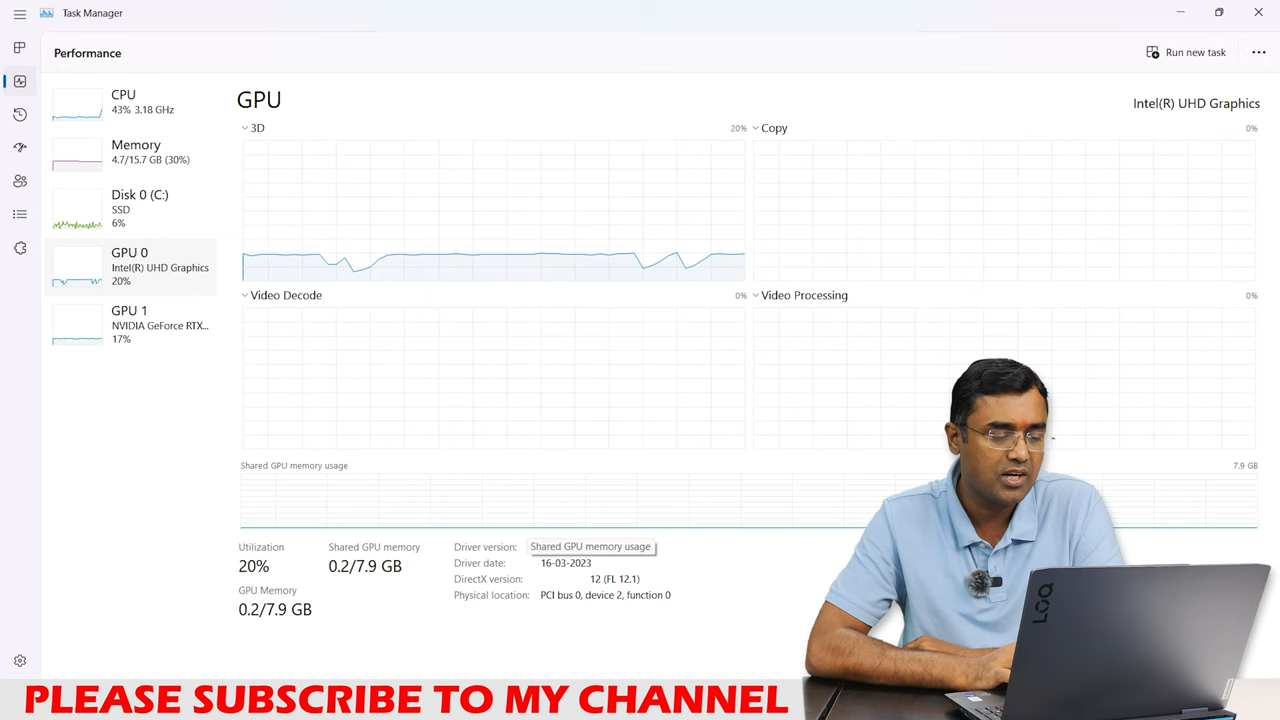 Task Manager
Performance
Run new task
CPU
43% 3.18 GHz
Memory
4.7/15.7 GB (30%)
Disk 0 (C:)
SSD
6%
GPU 0
Intel(R) UHD Graphics
20%
GPU 1
NVIDIA GeForce RTX...
17%
GPU
Intel(R) UHD Graphics
3D
20%
Copy
0%
Video Decode
0%
Video Processing
0%
Shared GPU memory usage
7.9 GB
Utilization
20%
Shared GPU memory
0.2/7.9 GB
GPU Memory
0.2/7.9 GB
Driver version:
Shared GPU memory usage
Driver date:
16-03-2023
DirectX version:
12 (FL 12.1)
Physical location:
PCI bus 0, device 2, function 0
LOQ
PLEASE SUBSCRIBE TO MY CHANNEL